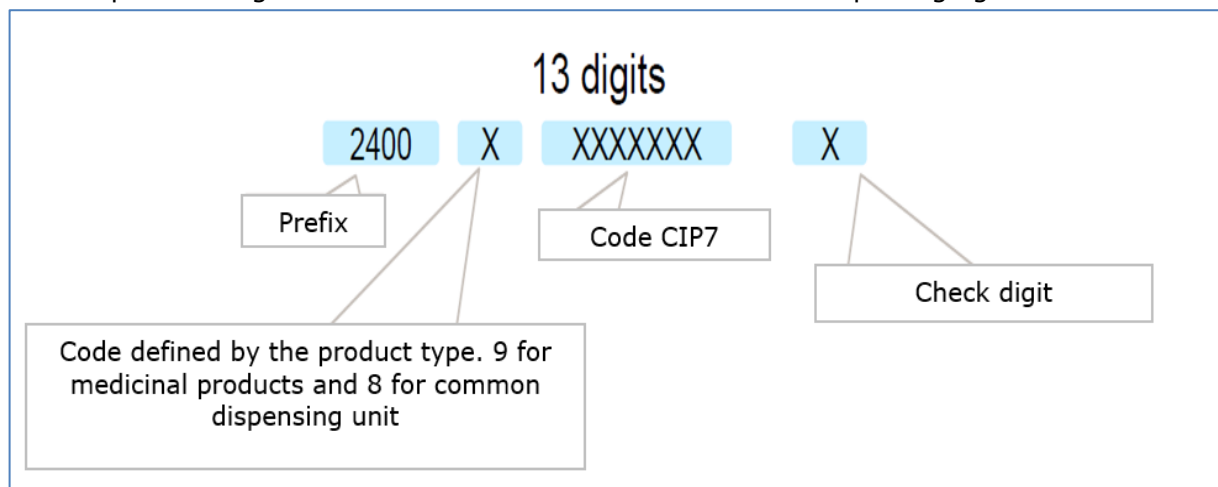 13 digits
2400 X XXXXXXX X
Prefix
Code CIP7
Check digit
Code defined by the product type. 9 for
medicinal products and 8 for common
dispensing unit